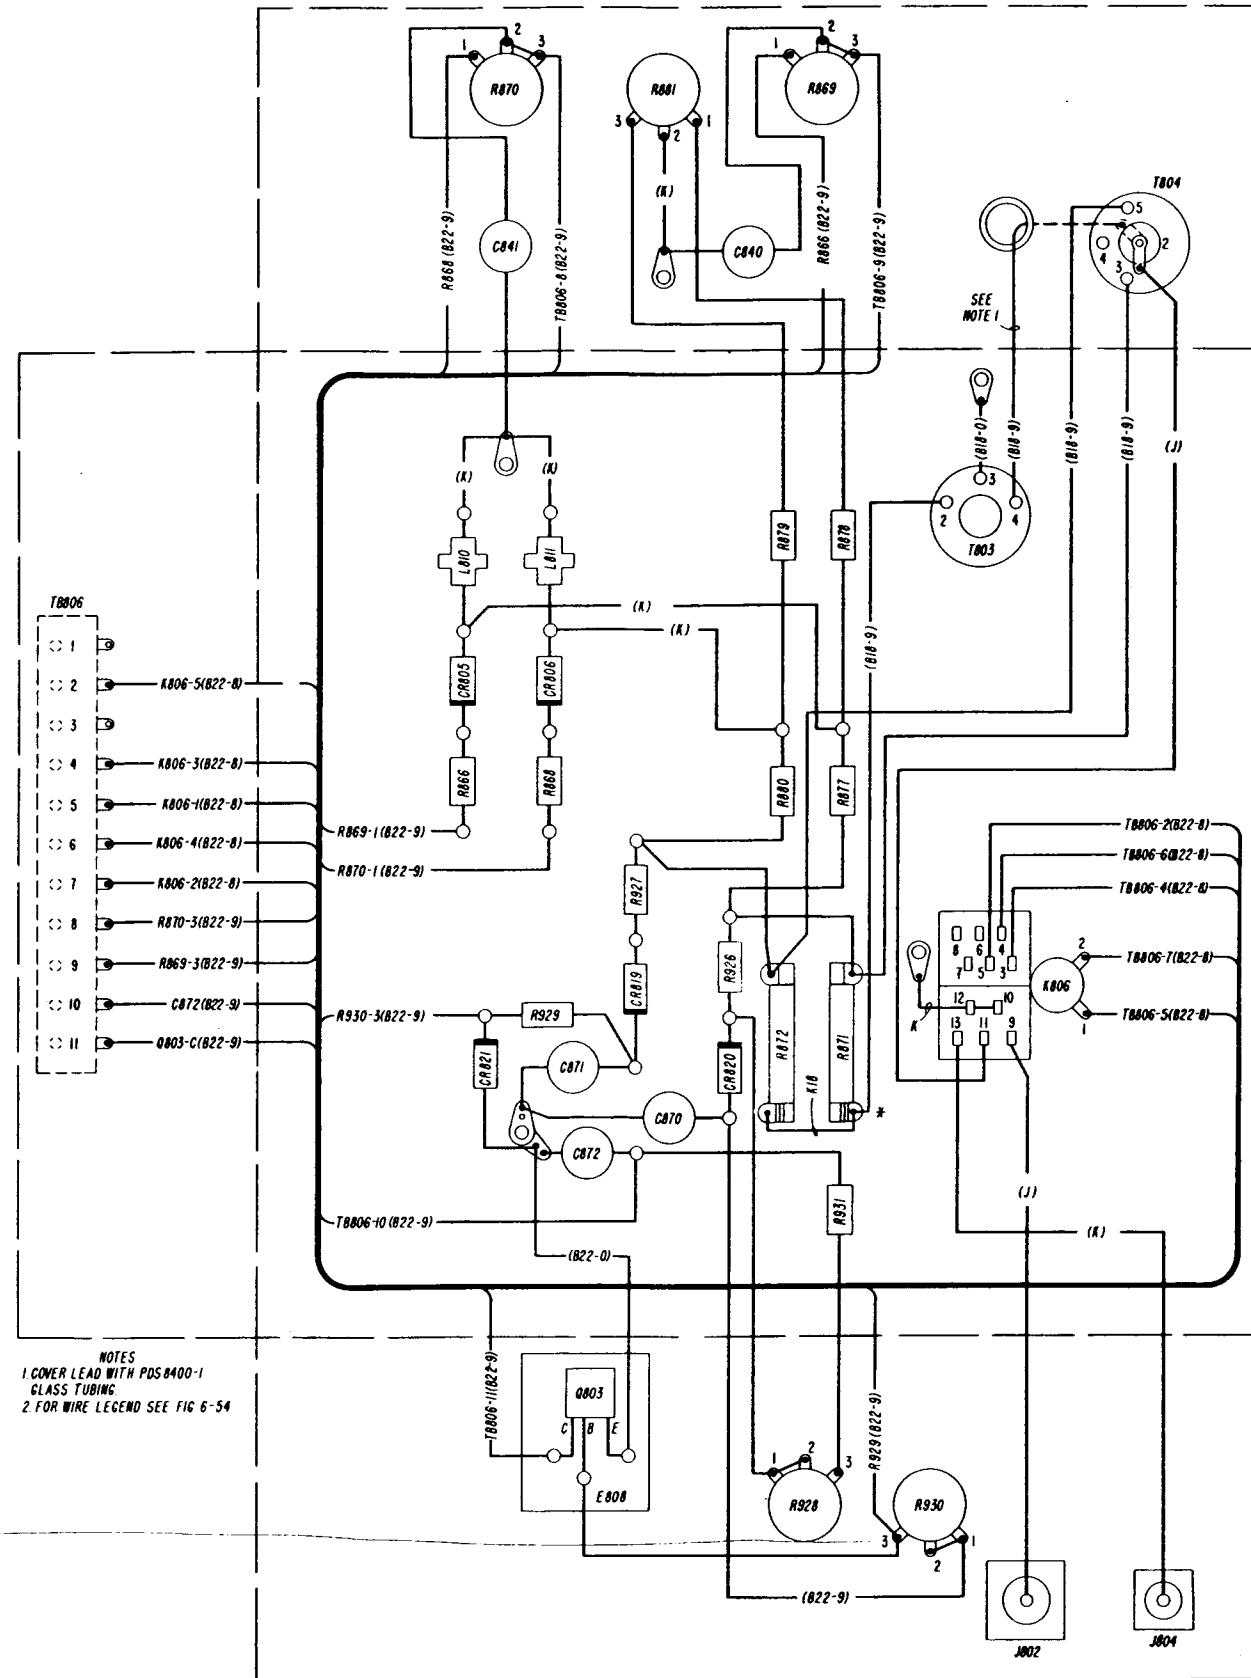 2
1
3
R870
R881
3
1
2
2
1
3
R869
R868 (B22-9)
TB806-8(B22-9)
(K)
R866 (B22-9)
TB806-9(B22-9)
C841
C840
T804
5
4
2
3
SEE
NOTE 1
(B18-0)
(B18-9)
(B18-9)
(B18-9)
(J)
(K)
(K)
3
2
4
T803
L810
L811
R879
R878
(K)
(K)
(B18-9)
TB806
1
2
K806-5(B22-8)
3
4
K806-3(B22-8)
5
K806-1(B22-8)
6
K806-4(B22-8)
7
K806-2(B22-8)
8
R870-3(B22-9)
9
R869-3(B22-9)
10
C872(B22-9)
11
Q803-C(B22-9)
CR805
CR806
R866
R868
R880
R877
R869-1(B22-9)
R870-1 (B22-9)
R927
R926
TB806-2(B22-8)
TB806-6(B22-8)
TB806-4(B22-8)
TB806-7(B22-8)
TB806-5(B22-8)
8
6
4
7
5
3
2
K806
1
12
10
K
13
11
9
CR819
R930-3(B22-9)
R929
CR821
C871
CR820
R872
R871
K18
*
C870
C872
R931
TB806-10(B22-9)
(B22-0)
(J)
(K)
NOTES
1. COVER LEAD WITH PDS8400-1
GLASS TUBING.
2. FOR WIRE LEGEND SEE FIG 6-54
TB806-11(B22-9)
Q803
C
B
E
E808
R929(B22-9)
1
2
3
R928
R930
3
2
1
(B22-9)
J802
J804